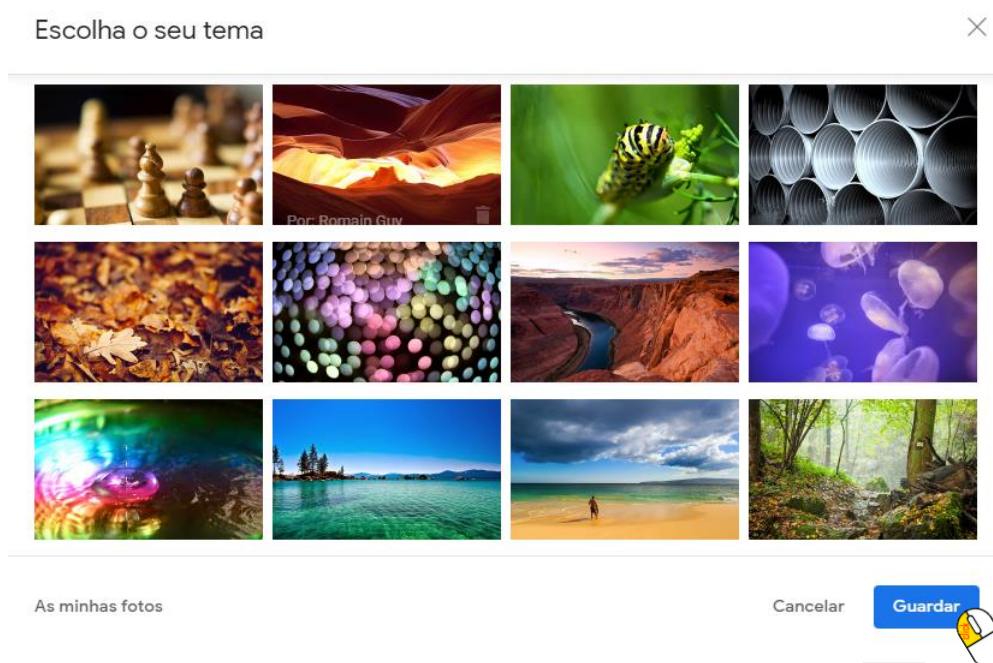 Escolha o seu tema
Por: Romain Guy
As minhas fotos
Cancelar
Guardar